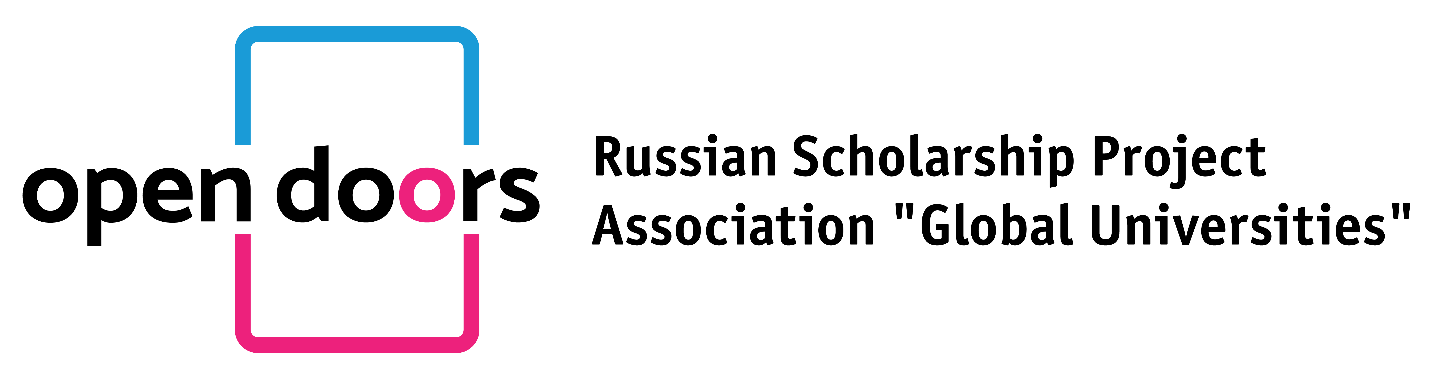 open doors
Russian Scholarship Project
Association "Global Universities"